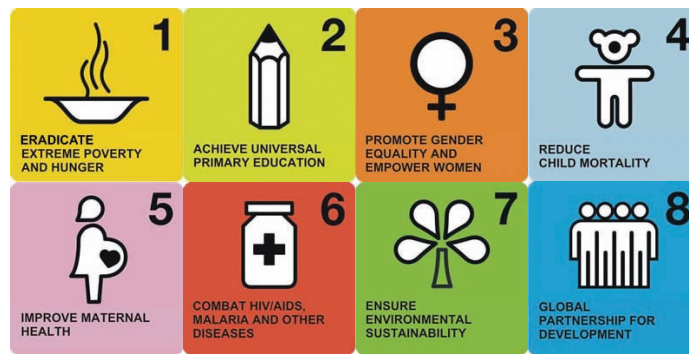 1
ERADICATE
EXTREME POVERTY
AND HUNGER
2
ACHIEVE UNIVERSAL
PRIMARY EDUCATION
3
PROMOTE GENDER
EQUALITY AND
EMPOWER WOMEN
4
REDUCE
CHILD MORTALITY
5
IMPROVE MATERNAL
HEALTH
6
COMBAT HIV/AIDS,
MALARIA AND OTHER
DISEASES
7
ENSURE
ENVIRONMENTAL
SUSTAINABILITY
8
GLOBAL
PARTNERSHIP FOR
DEVELOPMENT